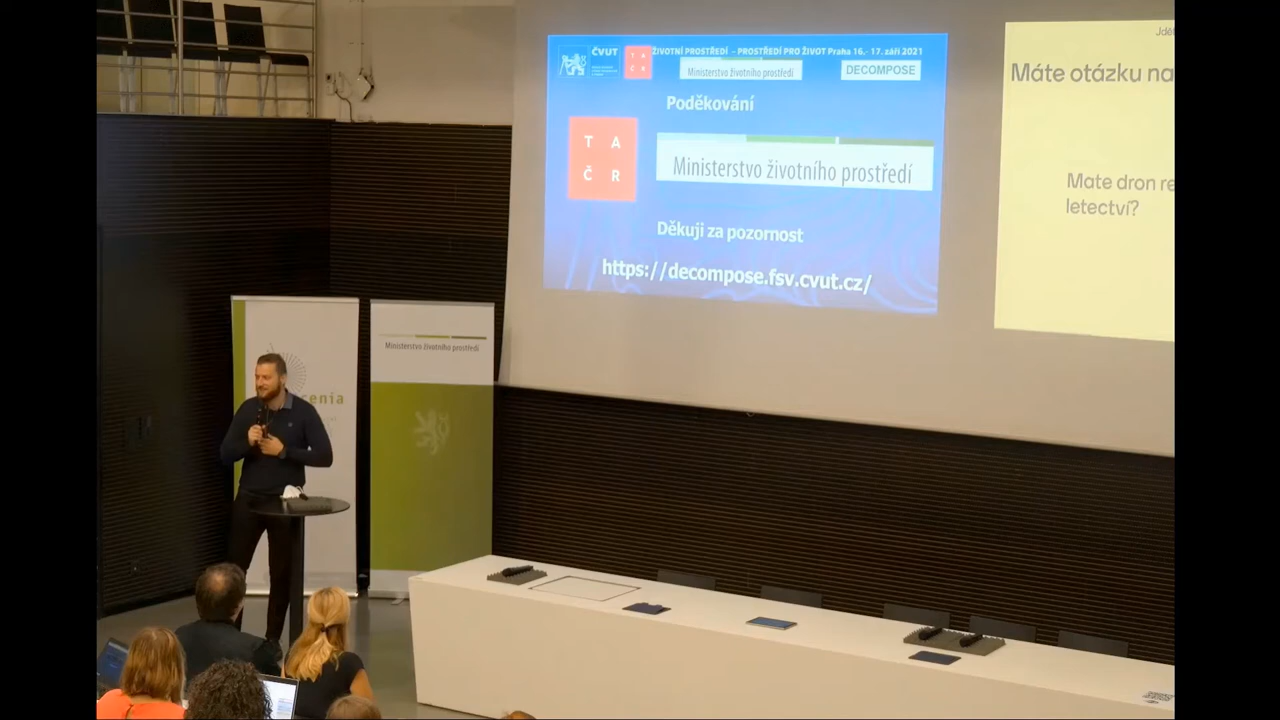 ČVUT
T A
Č R
ŽIVOTNÍ PROSTŘEDÍ – PROSTŘEDÍ PRO ŽIVOT Praha 16.- 17. září 2021
Ministerstvo životního prostředí
DECOMPOSE
Poděkování
T A
Č R
Ministerstvo životního prostředí
Děkuji za pozornost
https://decompose.fsv.cvut.cz/
Máte otázku na
Mate dron re
letectví?
cenia
Ministerstvo životního prostředí